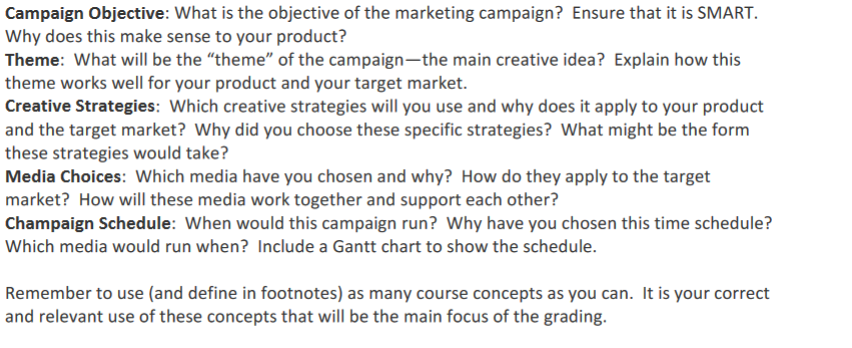 Campaign Objective: What is the objective of the marketing campaign? Ensure that it is SMART.
Why does this make sense to your product?
Theme: What will be the “theme” of the campaign—the main creative idea? Explain how this
theme works well for your product and your target market.
Creative Strategies: Which creative strategies will you use and why does it apply to your product
and the target market? Why did you choose these specific strategies? What might be the form
these strategies would take?
Media Choices: Which media have you chosen and why? How do they apply to the target
market? How will these media work together and support each other?
Champaign Schedule: When would this campaign run? Why have you chosen this time schedule?
Which media would run when? Include a Gantt chart to show the schedule.
Remember to use (and define in footnotes) as many course concepts as you can. It is your correct
and relevant use of these concepts that will be the main focus of the grading.